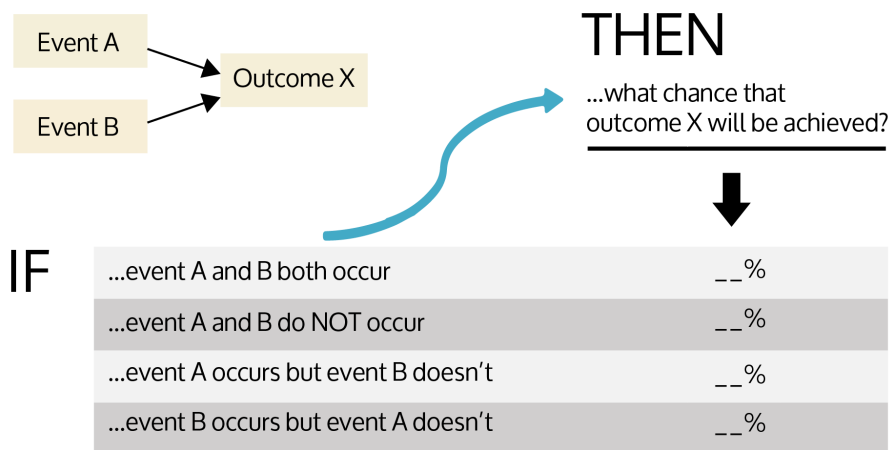 Event A
Event B
Outcome X
THEN
...what chance that
outcome X will be achieved?
IF
...event A and B both occur
__%
...event A and B do NOT occur
__%
...event A occurs but event B doesn't
__%
...event B occurs but event A doesn't
__%